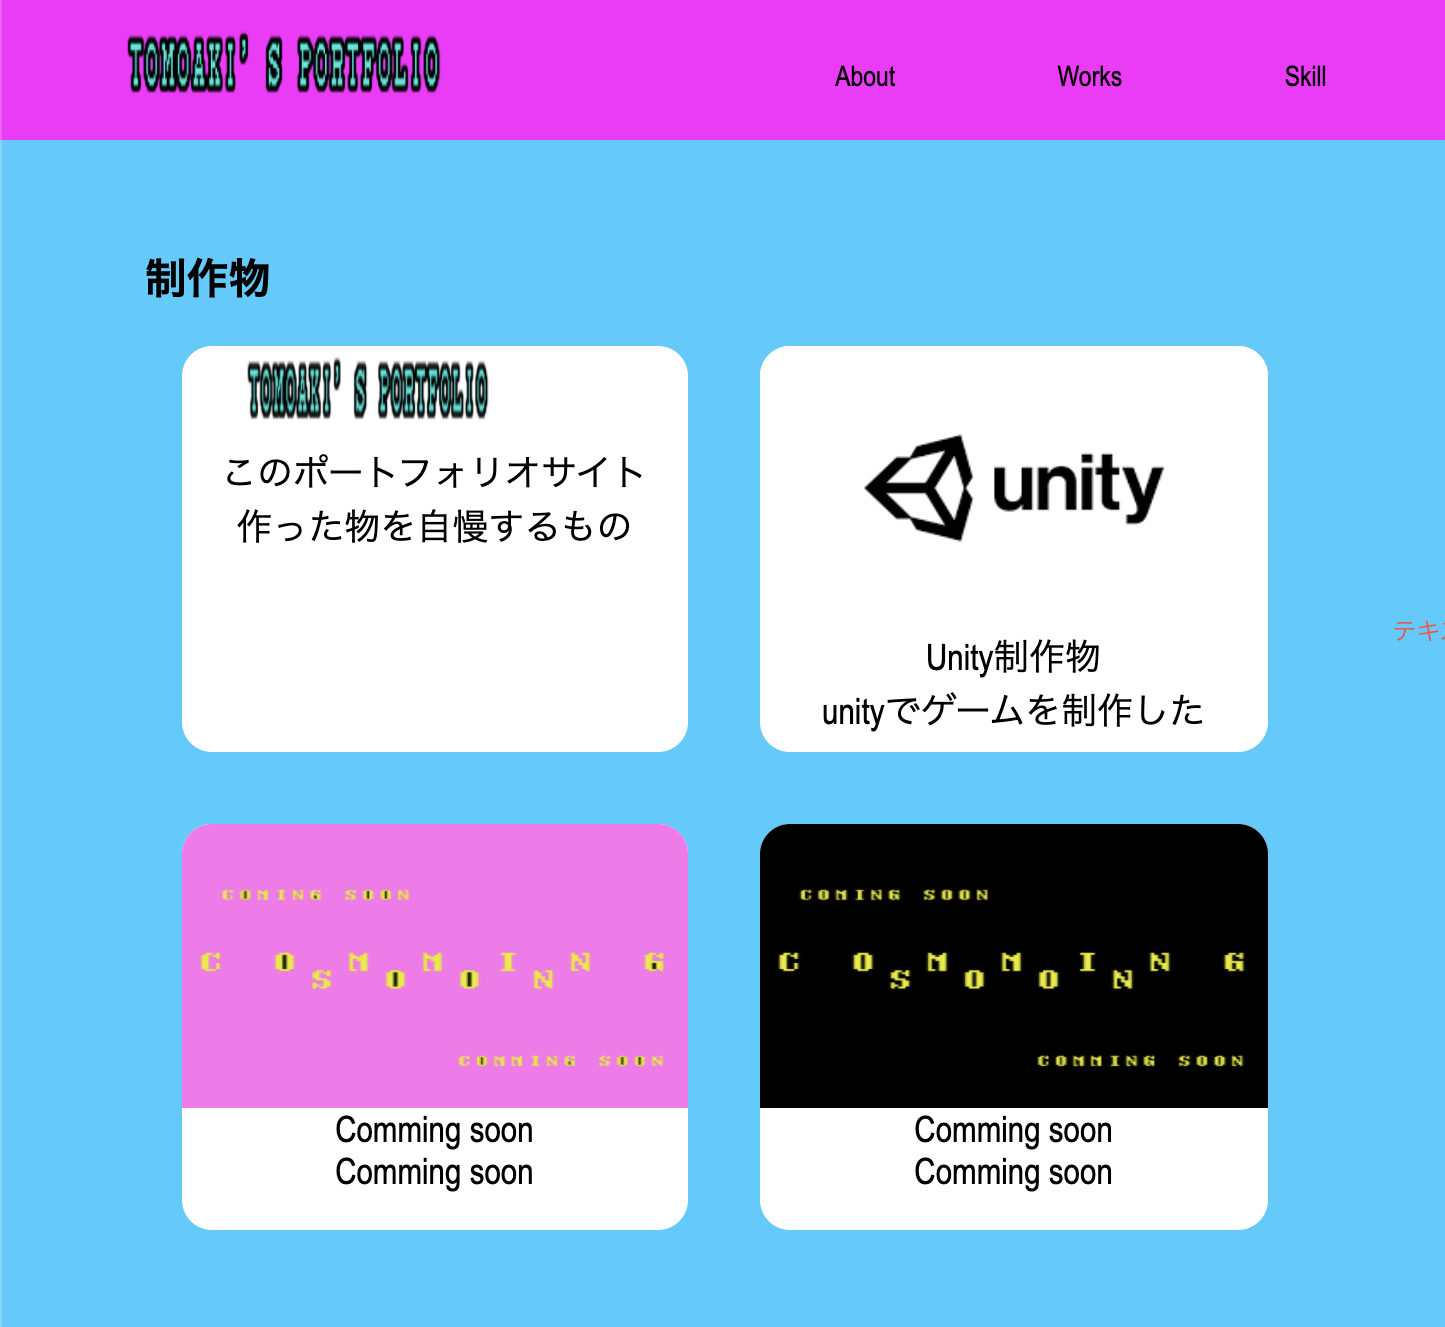 TOMOAKI' S PORTFOLIO
About Works Skill
制作物
TOMOAKI' S PORTFOLIO
このポートフォリオサイト
作った物を自慢するもの
unity
Unity制作物
unityでゲームを制作した
テキ
COMING SOON
C O M M I N G
S O O N
COMMING SOON
Comming soon
Comming soon
COMING SOON
C O M M I N G
S O O N
COMMING SOON
Comming soon
Comming soon